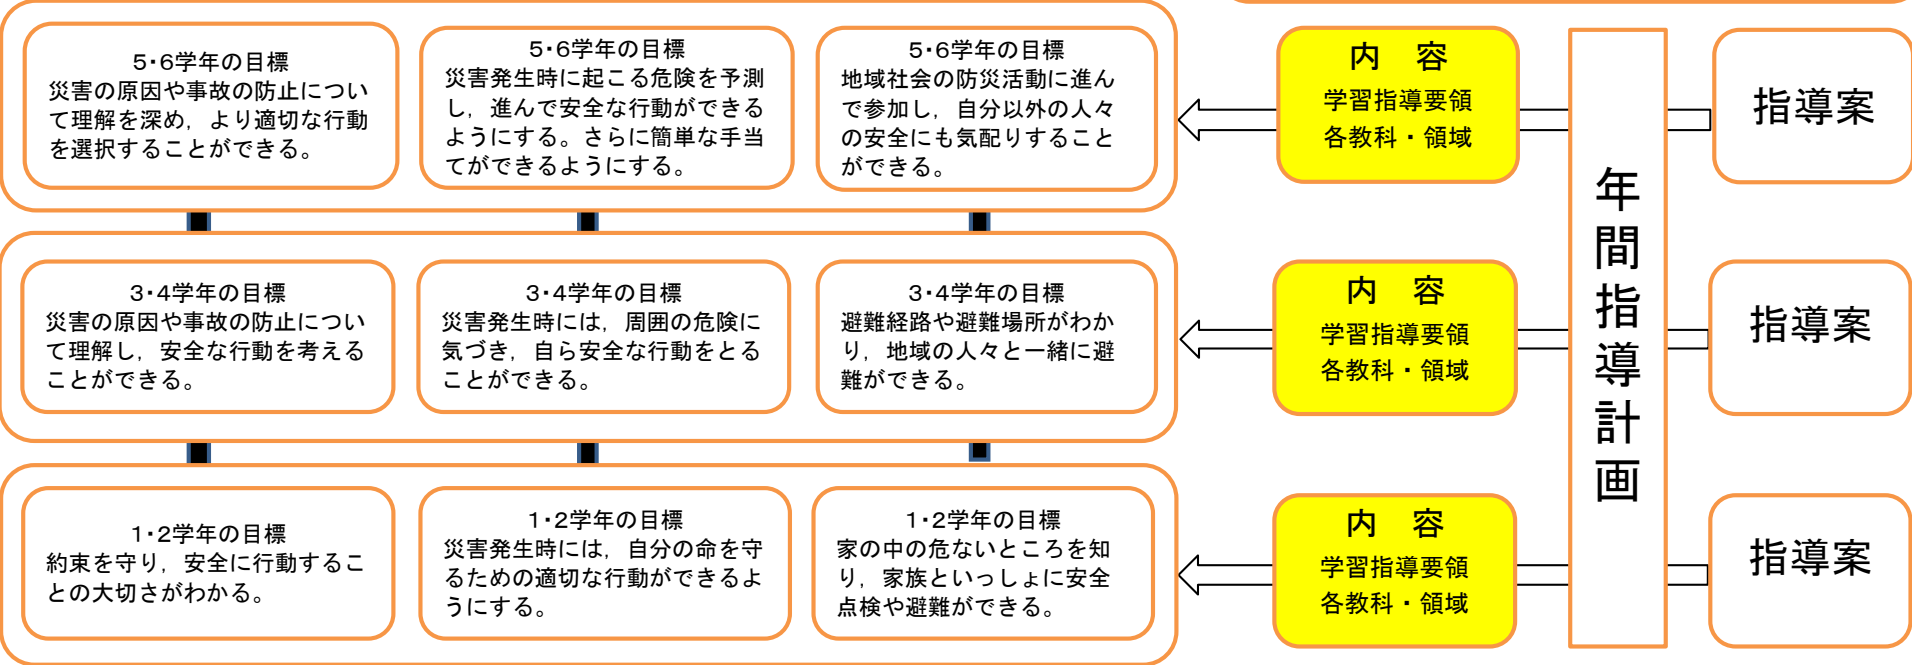 5・6学年の目標
災害の原因や事故の防止につい
て理解を深め，より適切な行動
を選択することができる。
5・6学年の目標
災害発生時に起こる危険を予測
し，進んで安全な行動ができる
ようにする。さらに簡単な手当
てができるようにする。
5・6学年の目標
地域社会の防災活動に進ん
で参加し，自分以外の人々
の安全にも気配りすること
ができる。
内　容
学習指導要領
各教科・領域
指導案
3・4学年の目標
災害の原因や事故の防止につい
て理解し，安全な行動を考える
ことができる。
3・4学年の目標
災害発生時には，周囲の危険に
気づき，自ら安全な行動をとる
ことができる。
3・4学年の目標
避難経路や避難場所がわか
り，地域の人々と一緒に避
難ができる。
内　容
学習指導要領
各教科・領域
年間指導計画
指導案
1・2学年の目標
約束を守り，安全に行動するこ
との大切さがわかる。
1・2学年の目標
災害発生時には，自分の命を守
るための適切な行動ができるよ
うにする。
1・2学年の目標
家の中の危ないところを知
り，家族といっしょに安全
点検や避難ができる。
内　容
学習指導要領
各教科・領域
指導案